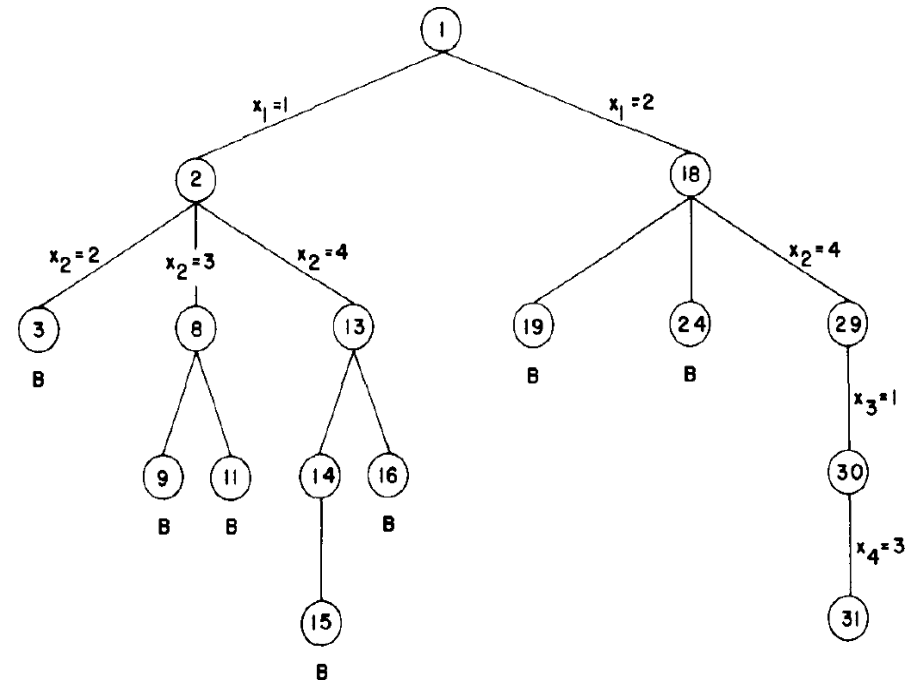 1
x₁=1
x₁=2
2
18
x₂=2
x₂=3
x₂=4
x₂=4
3
8
13
19
24
29
B
B
B
x₃=1
9
11
14
16
30
B
B
B
x₄=3
15
31
B